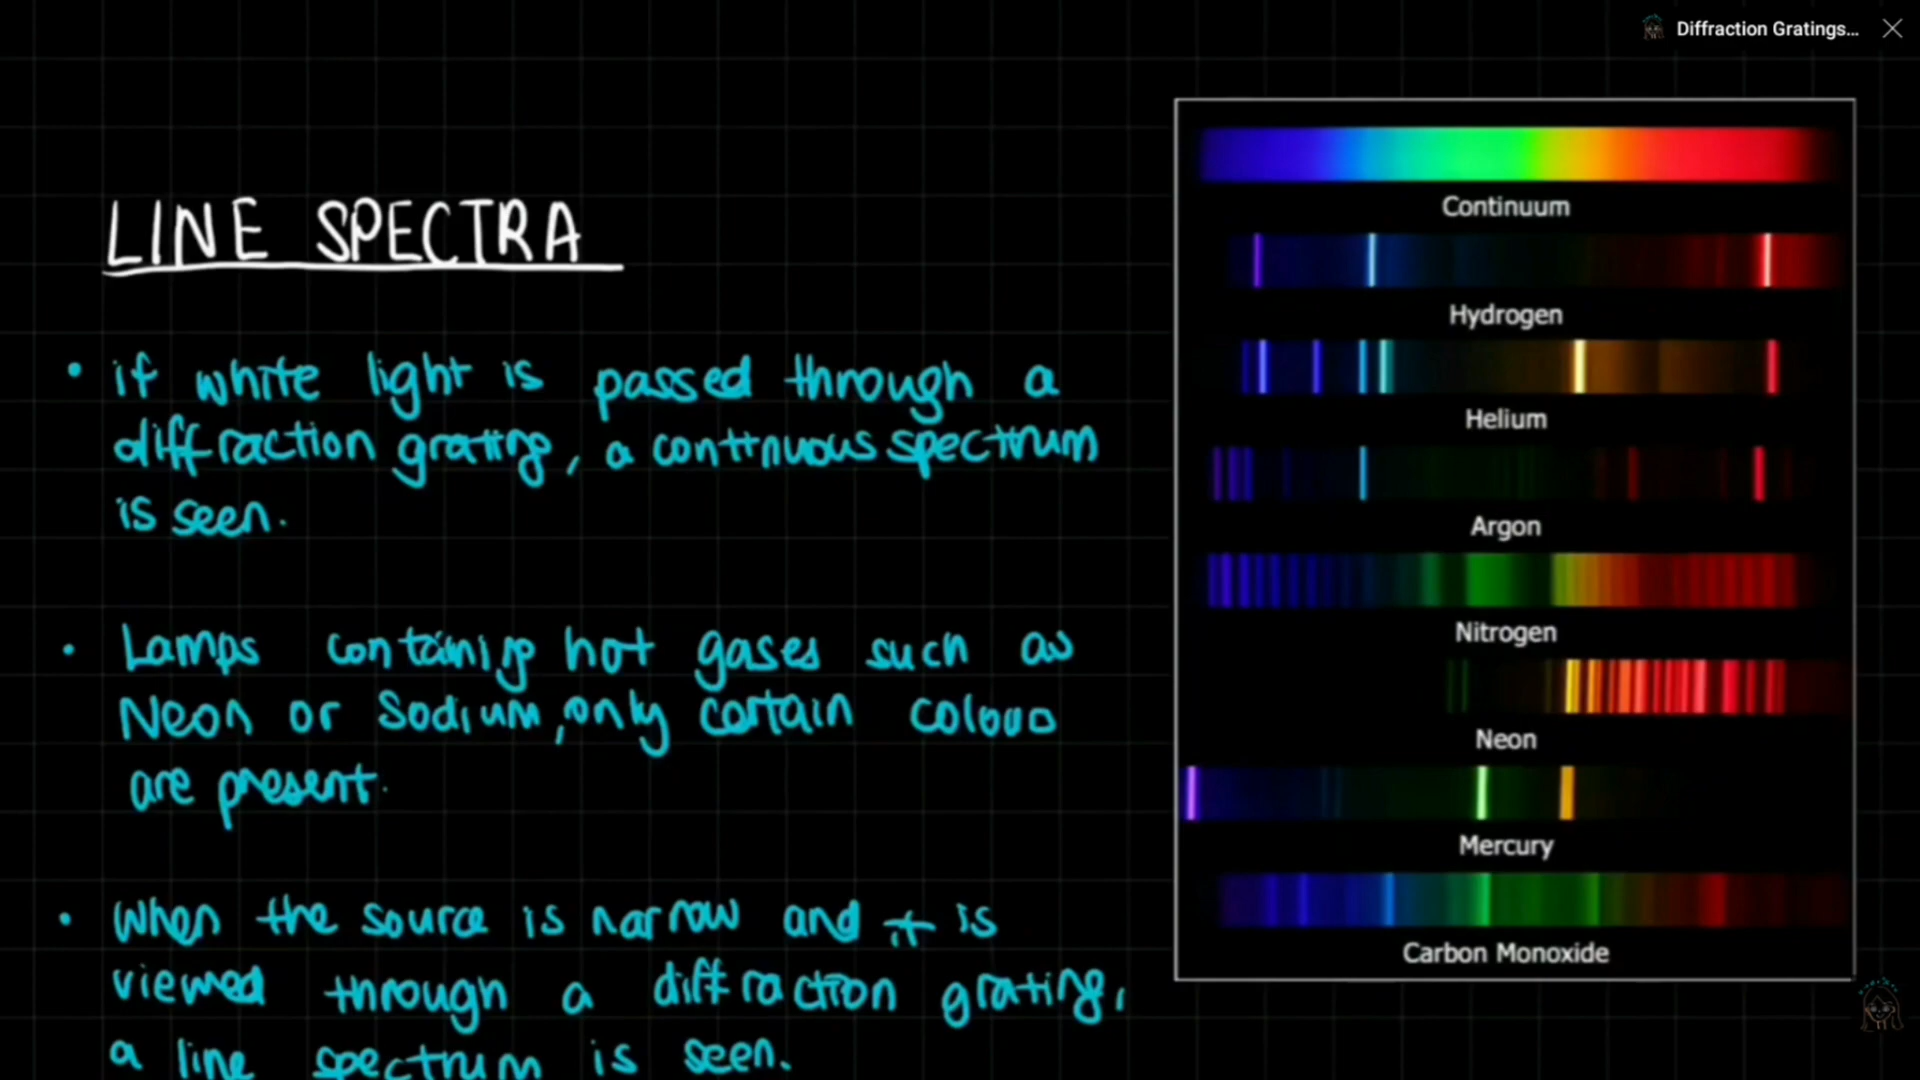 Diffraction Gratings...
LINE SPECTRA
• if white light is passed through a
diffraction grating, a continuous spectrum
is seen.
• Lamps containing hot gases such as
Neon or Sodium, only certain colours
are present.
• When the source is narrow and it is
viewed through a diffraction grating,
a line spectrum is seen.
Continuum
Hydrogen
Helium
Argon
Nitrogen
Neon
Mercury
Carbon Monoxide